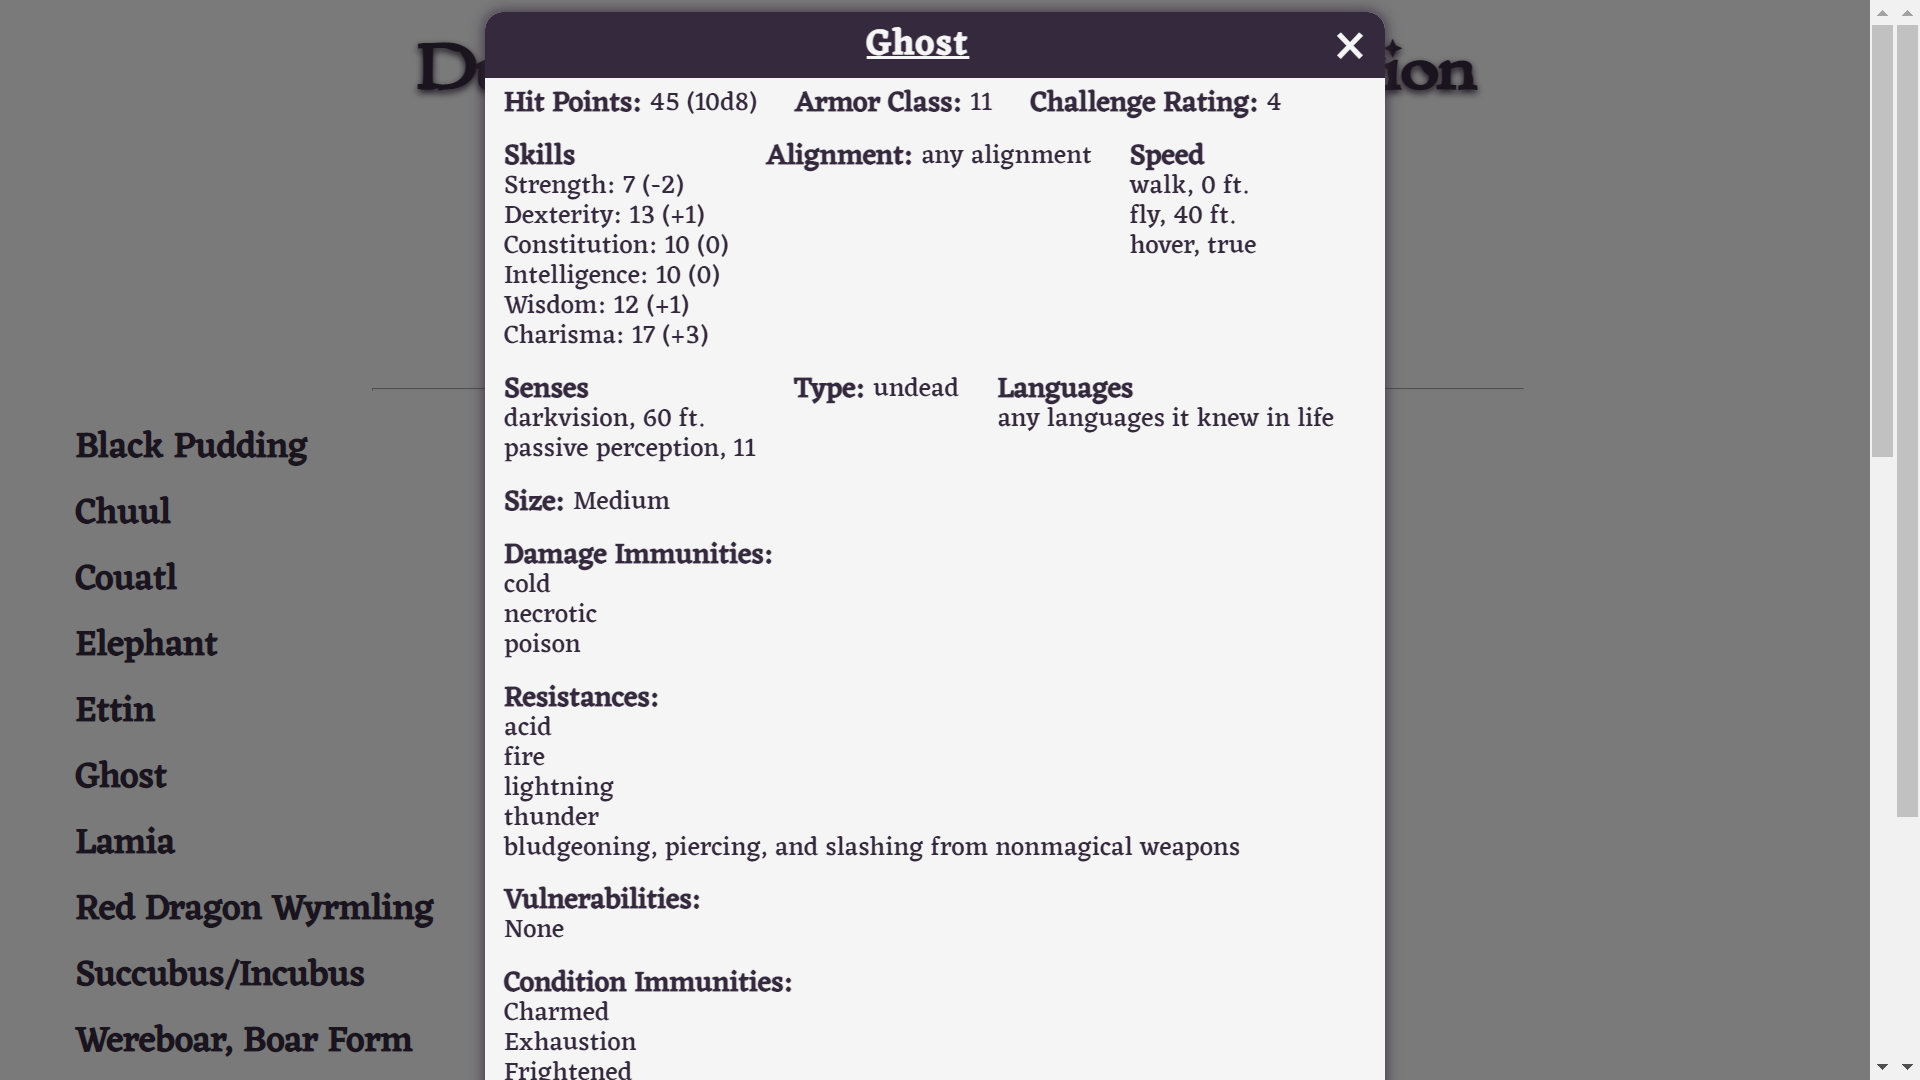 Ghost
Hit Points: 45 (10d8) Armor Class: 11 Challenge Rating: 4
Skills
Strength: 7 (-2)
Dexterity: 13 (+1)
Constitution: 10 (0)
Intelligence: 10 (0)
Wisdom: 12 (+1)
Charisma: 17 (+3)
Alignment: any alignment
Speed
walk, 0 ft.
fly, 40 ft.
hover, true
Senses
darkvision, 60 ft.
passive perception, 11
Type: undead
Languages
any languages it knew in life
Size: Medium
Damage Immunities:
cold
necrotic
poison
Resistances:
acid
fire
lightning
thunder
bludgeoning, piercing, and slashing from nonmagical weapons
Vulnerabilities:
None
Condition Immunities:
Charmed
Exhaustion
Frightened
Black Pudding
Chuul
Couatl
Elephant
Ettin
Ghost
Lamia
Red Dragon Wyrmling
Succubus/Incubus
Wereboar, Boar Form